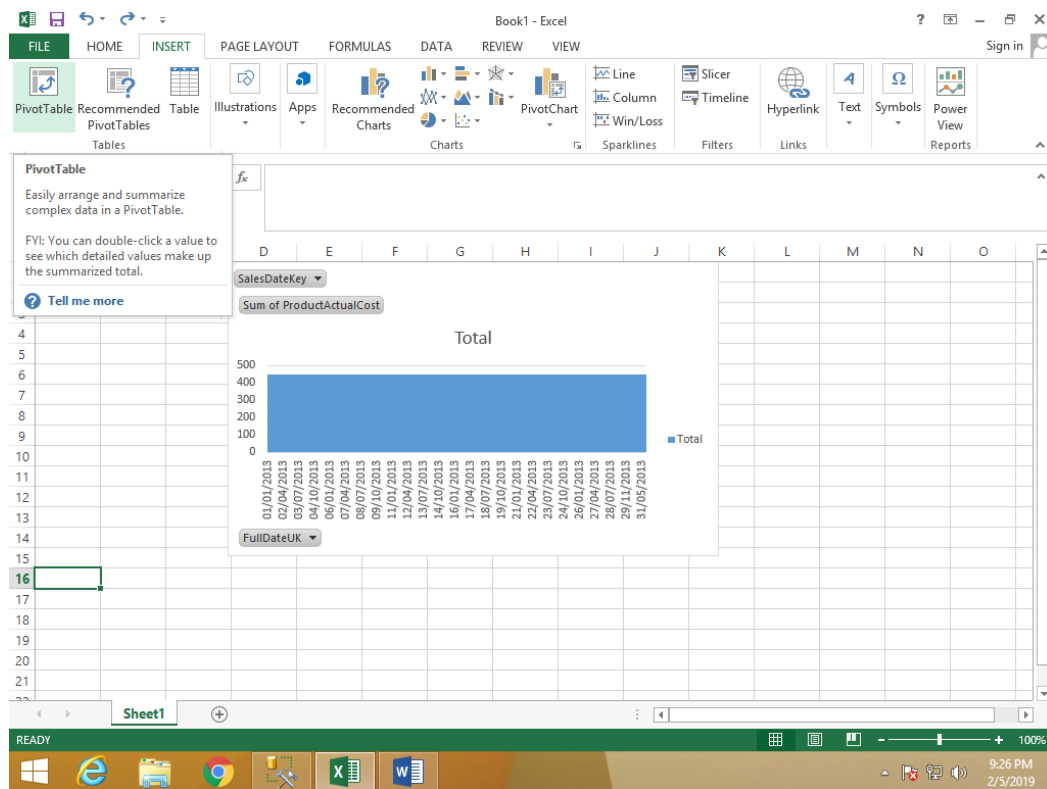 Book1 - Excel
?
FILE HOME INSERT PAGE LAYOUT FORMULAS DATA REVIEW VIEW Sign in
PivotTable
Recommended PivotTables
Table
Tables
Illustrations
Apps
Recommended Charts
PivotChart
Charts
Line
Column
Win/Loss
Sparklines
Slicer
Timeline
Filters
Hyperlink
Links
Text
Symbols
Power View
Reports
PivotTable
Easily arrange and summarize
complex data in a PivotTable.
FYI: You can double-click a value to
see which detailed values make up
the summarized total.
Tell me more
fx
D E F G H I J K L M N O
SalesDateKey
Sum of ProductActualCost
Total
500
400
300
200
100
0
Total
01/01/2013
02/04/2013
03/07/2013
04/10/2013
06/01/2013
07/04/2013
08/07/2013
09/10/2013
11/01/2013
12/04/2013
13/07/2013
14/10/2013
16/01/2013
17/04/2013
18/07/2013
19/10/2013
21/01/2013
22/04/2013
23/07/2013
24/10/2013
26/01/2013
27/04/2013
28/07/2013
29/11/2013
31/05/2013
FullDateUK
4
5
6
7
8
9
10
11
12
13
14
15
16
17
18
19
20
21
Sheet1
READY
100%
9:26 PM
2/5/2019